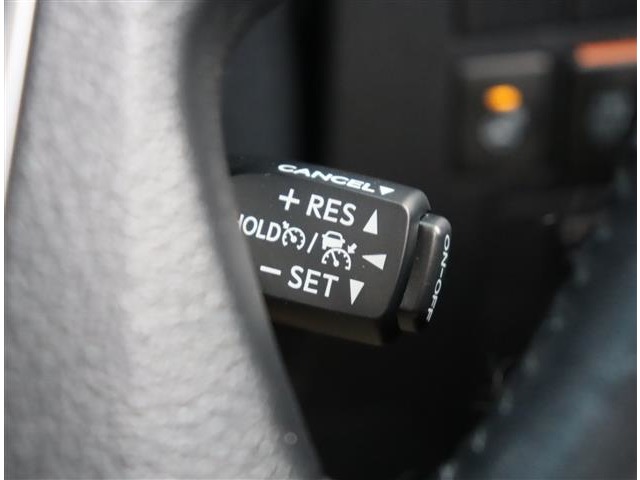 CANCEL▼
+ RES ▲
HOLD / ◀
− SET ▼
ON-OFF